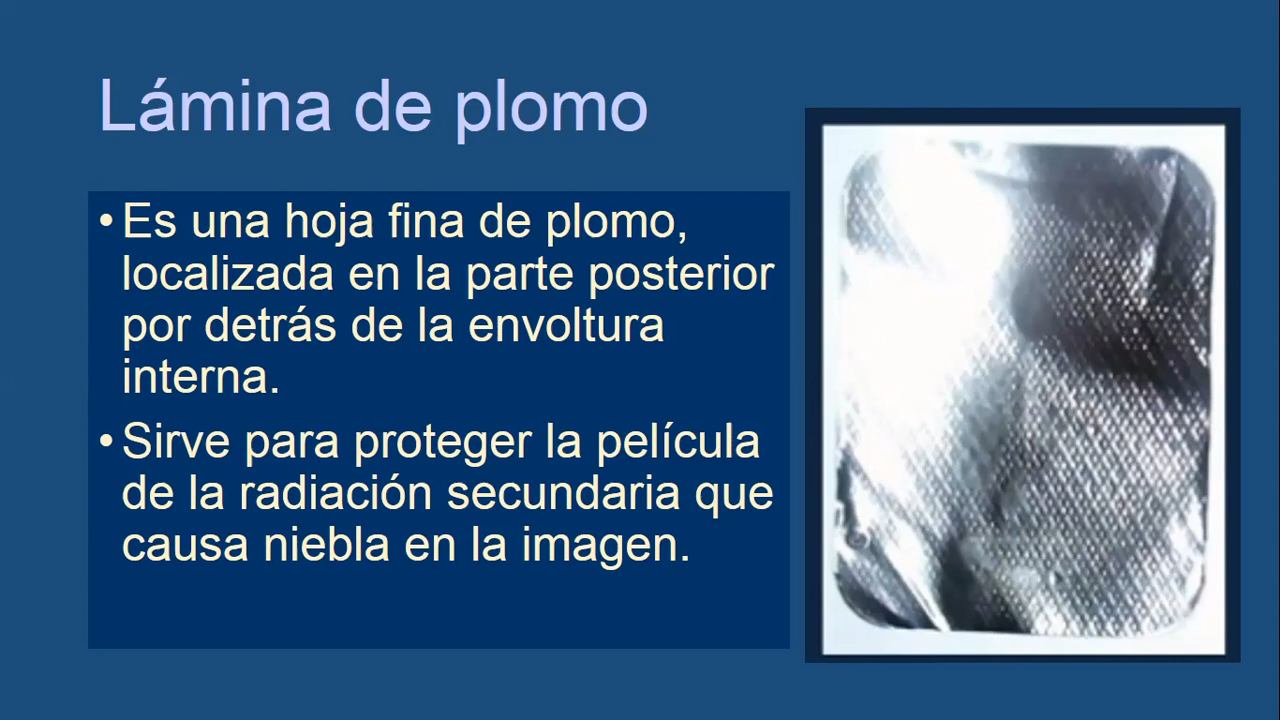 Lámina de plomo
•Es una hoja fina de plomo,
localizada en la parte posterior
por detrás de la envoltura
interna.
•Sirve para proteger la película
de la radiación secundaria que
causa niebla en la imagen.